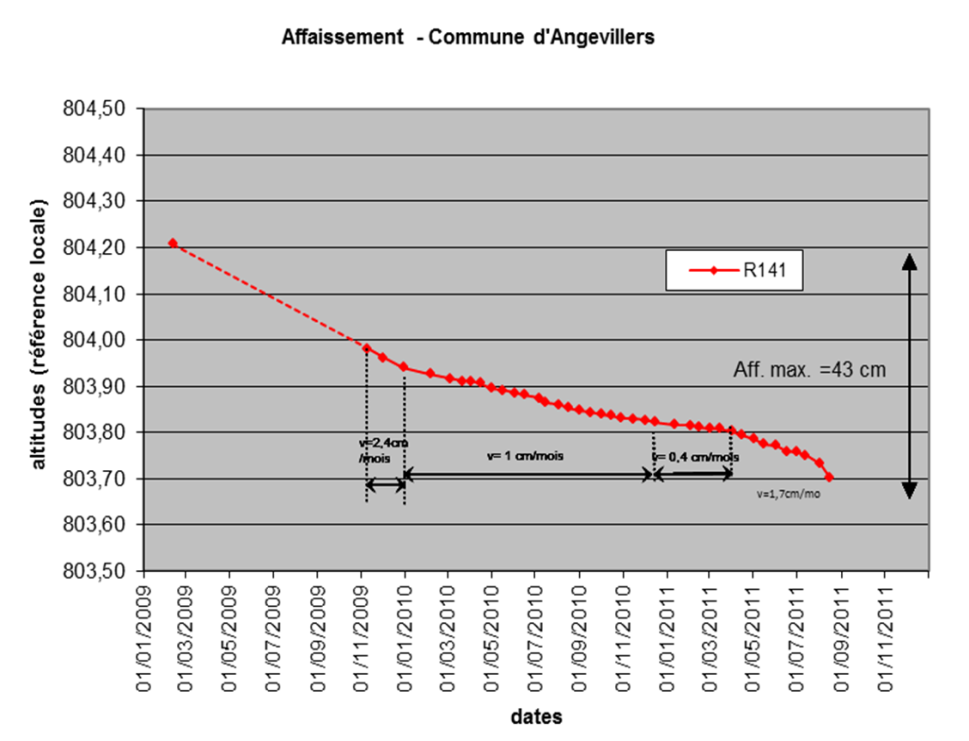 Affaissement - Commune d'Angevillers
804,50
804,40
804,30
804,20
804,10
804,00
803,90
803,80
803,70
803,60
803,50
altitudes (référence locale)
R141
Aff. max. =43 cm
v=2,4cm
/mois
v= 1 cm/mois
v= 0,4 cm/mois
v=1,7cm/mo
01/01/2009
01/03/2009
01/05/2009
01/07/2009
01/09/2009
01/11/2009
01/01/2010
01/03/2010
01/05/2010
01/07/2010
01/09/2010
01/11/2010
01/01/2011
01/03/2011
01/05/2011
01/07/2011
01/09/2011
01/11/2011
dates